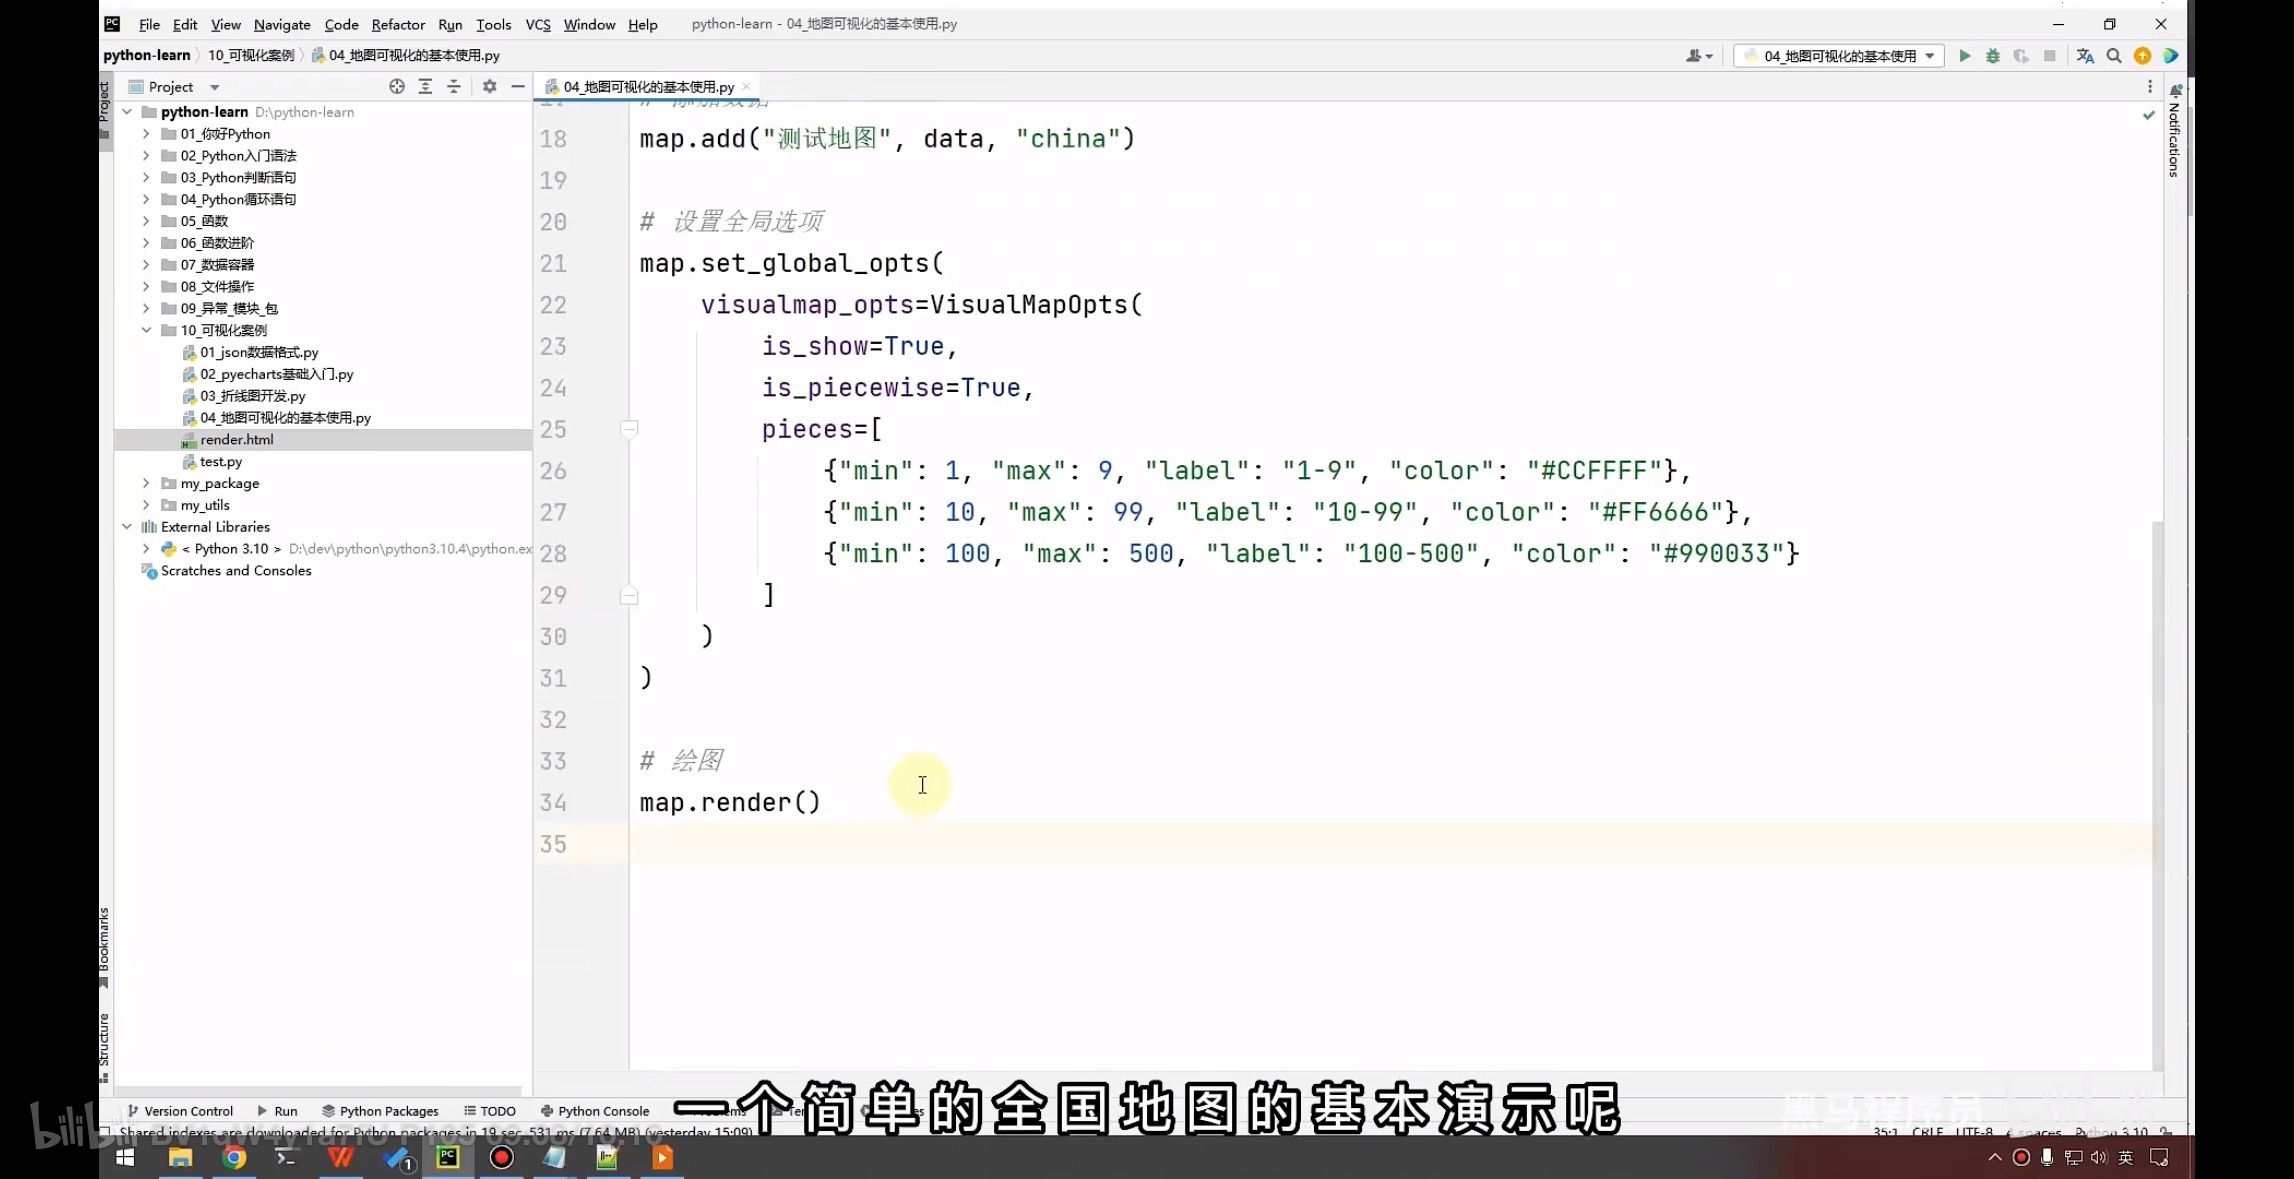 File Edit View Navigate Code Refactor Run Tools VCS Window Help python-learn - 04_地图可视化的基本使用.py
python-learn 10_可视化案例 04_地图可视化的基本使用.py
04_地图可视化的基本使用
Project
Project
04_地图可视化的基本使用.py
Notifications
python-learn D:\python-learn
01_你好Python
02_Python入门语法
03_Python判断语句
04_Python循环语句
05_函数
06_函数进阶
07_数据容器
08_文件操作
09_异常_模块_包
10_可视化案例
01_json数据格式.py
02_pyecharts基础入门.py
03_折线图开发.py
04_地图可视化的基本使用.py
render.html
test.py
my_package
my_utils
External Libraries
< Python 3.10 > D:\dev\python\python3.10.4\python.ex
Scratches and Consoles
Bookmarks
Structure
17 # 添加数据
18 map.add("测试地图", data, "china")
19
20 # 设置全局选项
21 map.set_global_opts(
22 visualmap_opts=VisualMapOpts(
23 is_show=True,
24 is_piecewise=True,
25 pieces=[
26 {"min": 1, "max": 9, "label": "1-9", "color": "#CCFFFF"},
27 {"min": 10, "max": 99, "label": "10-99", "color": "#FF6666"},
28 {"min": 100, "max": 500, "label": "100-500", "color": "#990033"}
29 ]
30 )
31 )
32
33 # 绘图
34 map.render()
35
一个简单的全国地图的基本演示呢
Version Control Run Python Packages TODO Python Console
黑马程序员
bilibili
Shared indexes are downloaded for Python packages in 19 sec, 531 ms (7.64 MB) (yesterday 15:09)
35:1 CRLF UTF-8 4 spaces Python 3.10
1
英